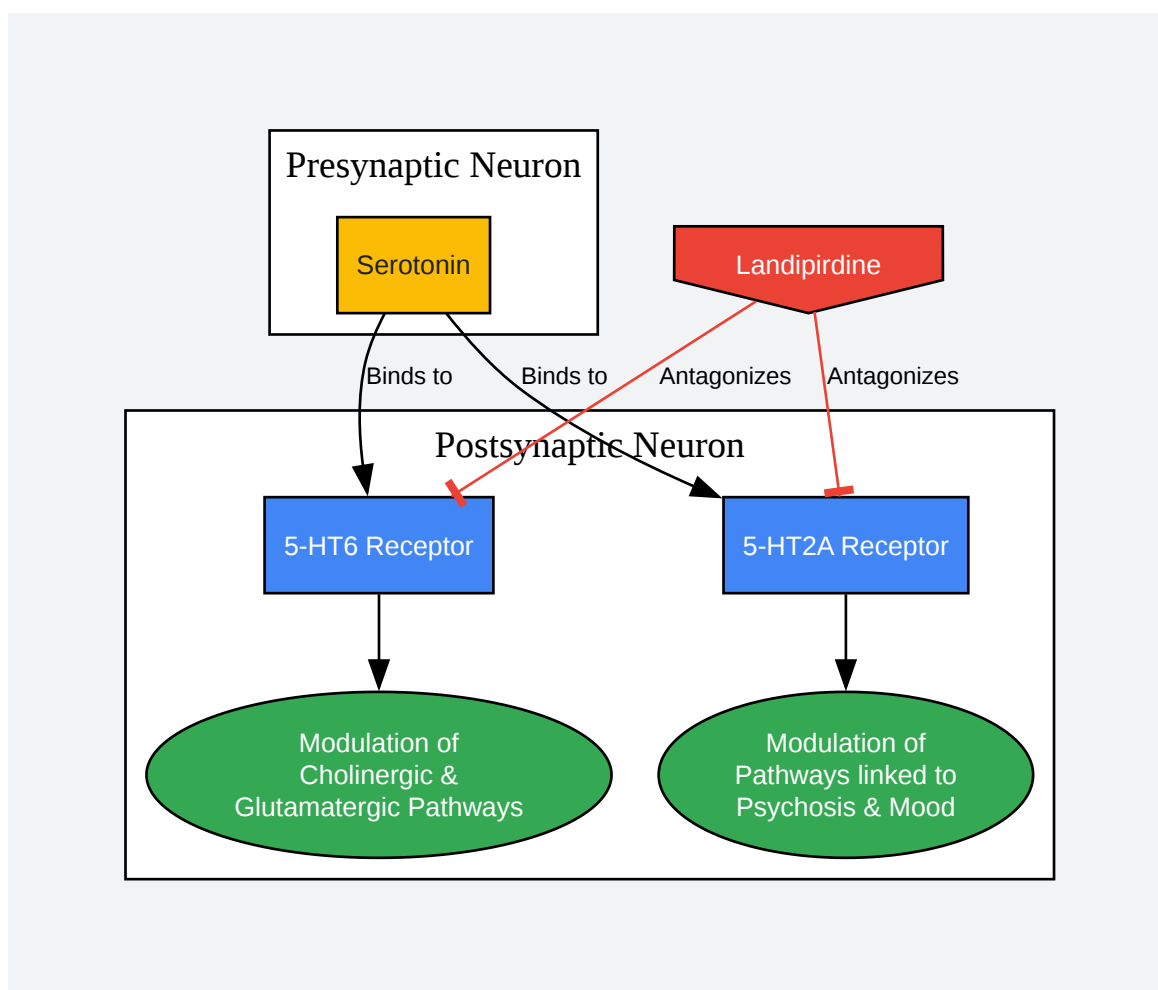 Presynaptic Neuron
Serotonin
Landipirdine
Binds to
Binds to
Antagonizes
Antagonizes
Postsynaptic Neuron
5-HT6 Receptor
5-HT2A Receptor
Modulation of
Cholinergic &
Glutamatergic Pathways
Modulation of
Pathways linked to
Psychosis & Mood